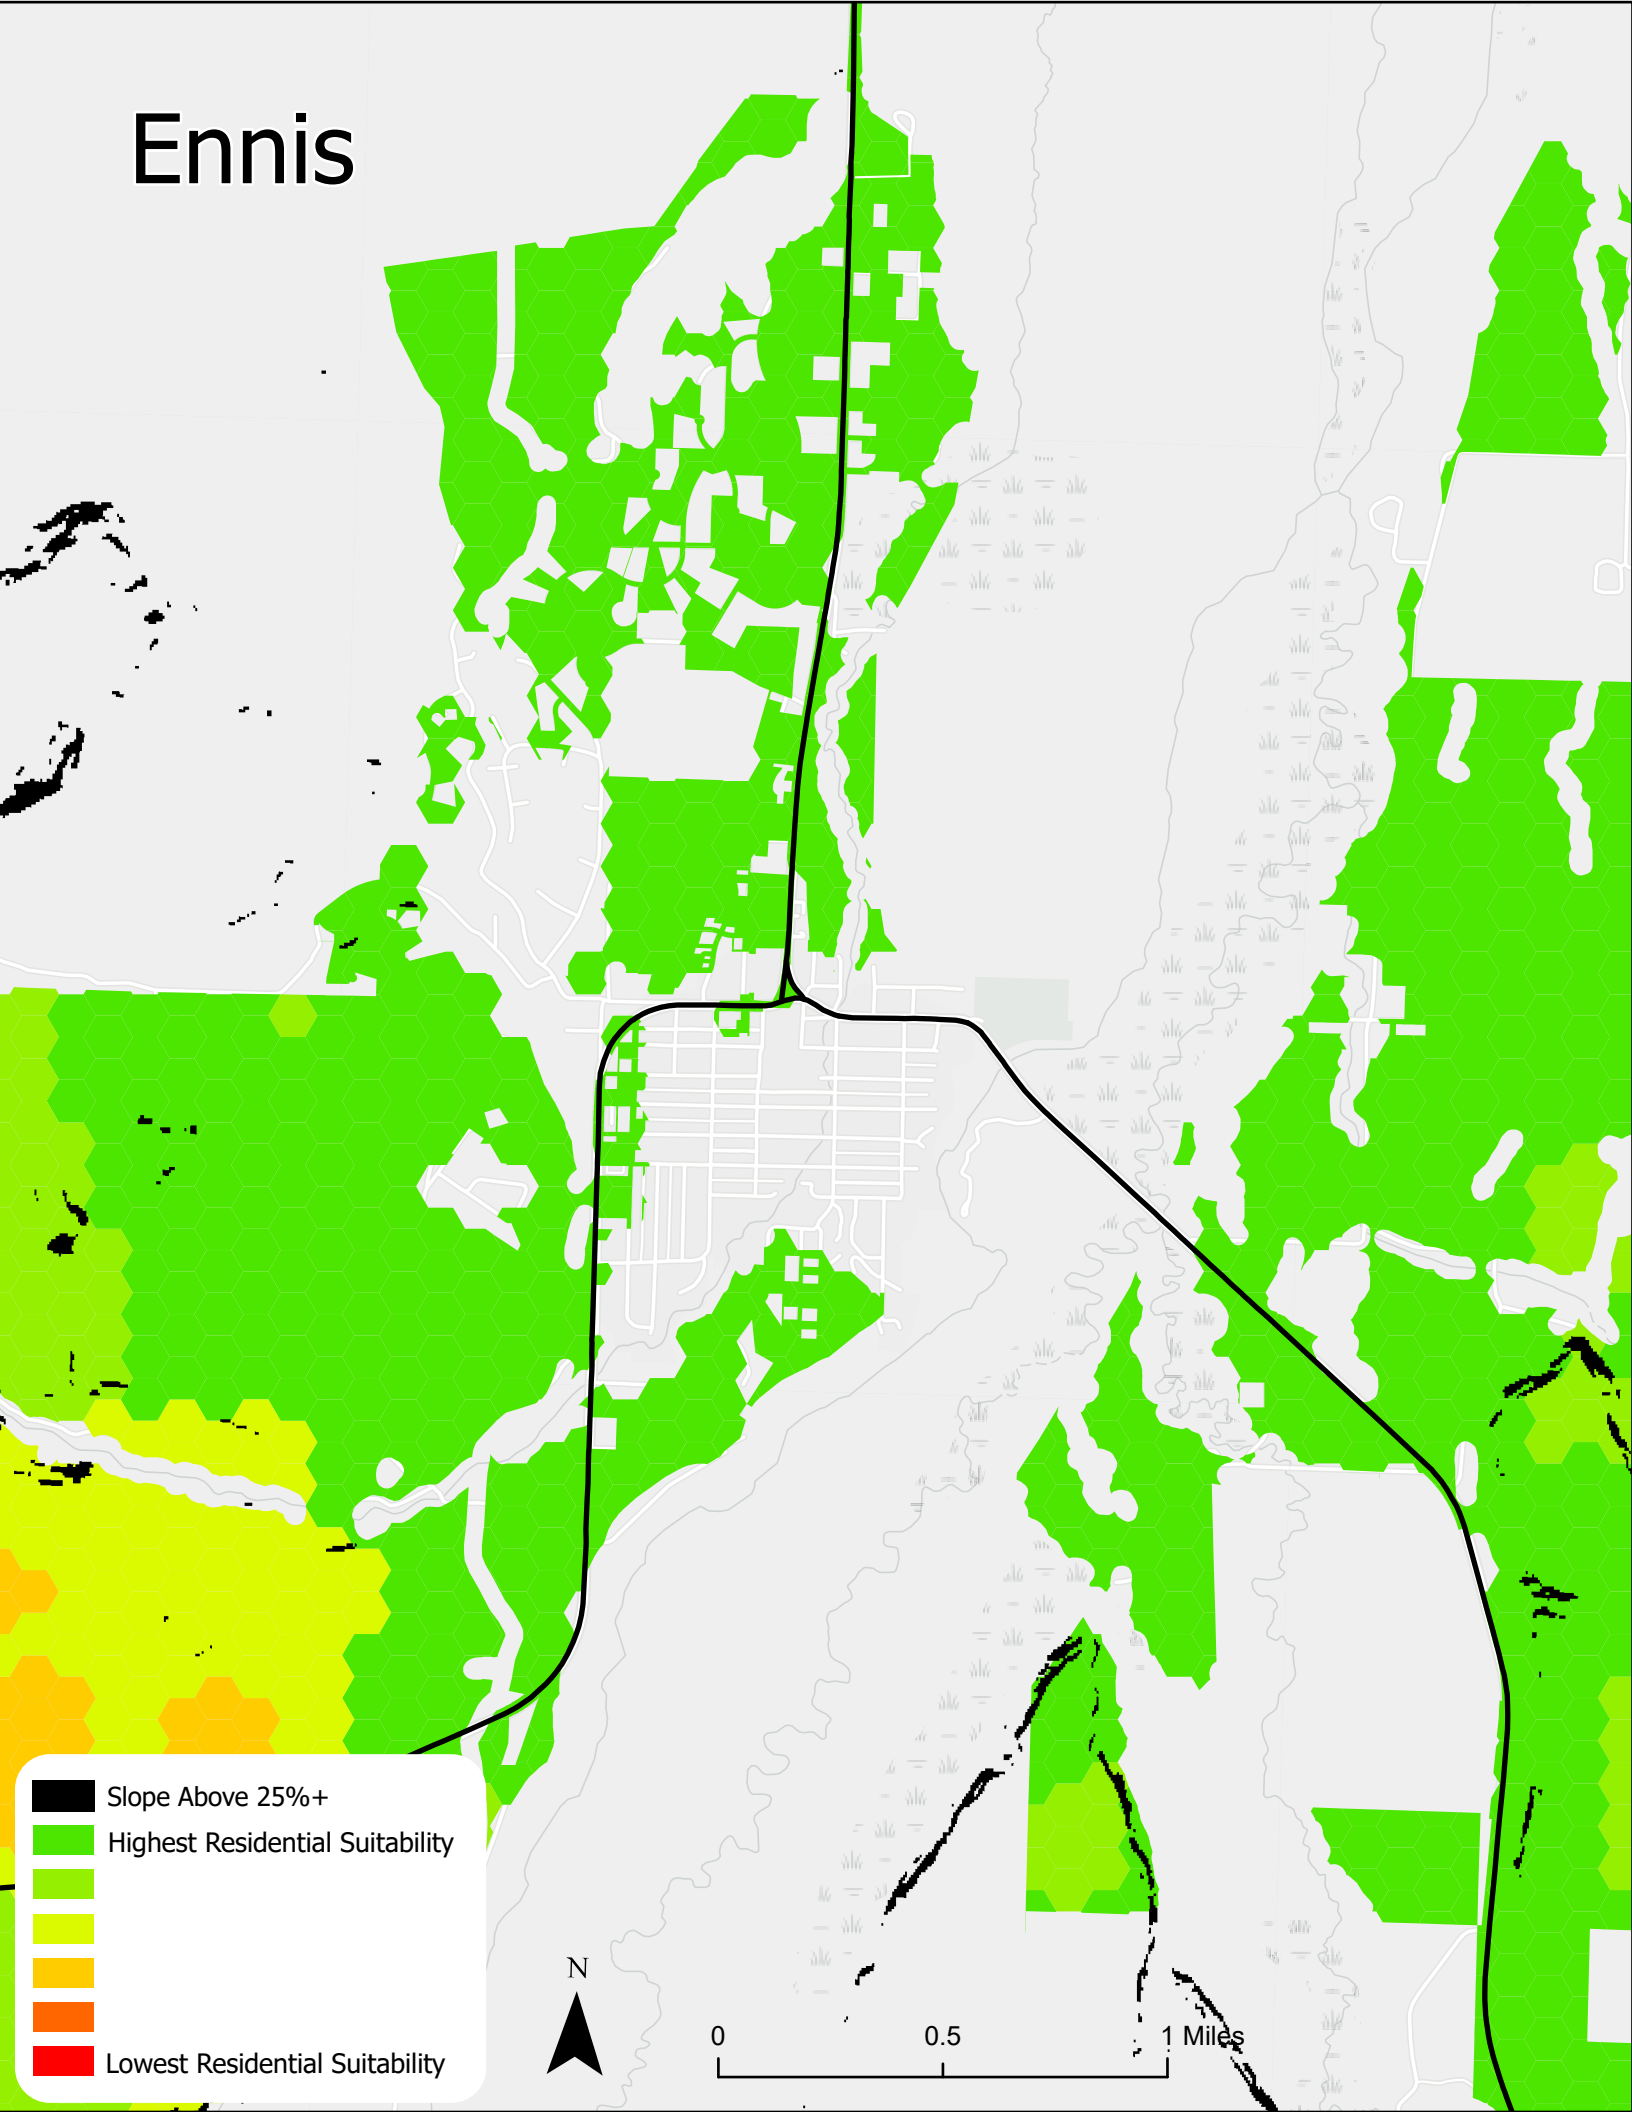 Ennis
Slope Above 25%+
Highest Residential Suitability
Lowest Residential Suitability
N
0 0.5 1 Miles